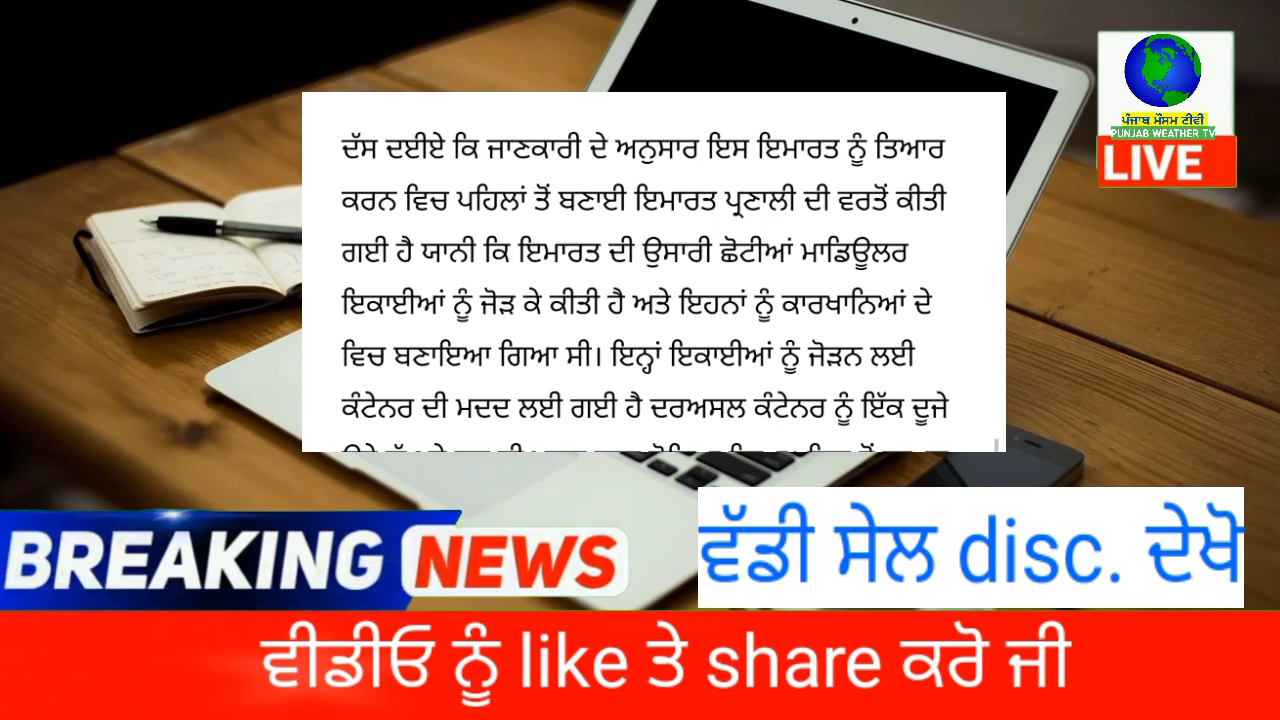 ਪੰਜਾਬ ਮੌਸਮ ਟੀਵੀ
PUNJAB WEATHER TV
LIVE
ਦੱਸ ਦਈਏ ਕਿ ਜਾਣਕਾਰੀ ਦੇ ਅਨੁਸਾਰ ਇਸ ਇਮਾਰਤ ਨੂੰ ਤਿਆਰ
ਕਰਨ ਵਿਚ ਪਹਿਲਾਂ ਤੋਂ ਬਣਾਈ ਇਮਾਰਤ ਪ੍ਰਣਾਲੀ ਦੀ ਵਰਤੋਂ ਕੀਤੀ
ਗਈ ਹੈ ਯਾਨੀ ਕਿ ਇਮਾਰਤ ਦੀ ਉਸਾਰੀ ਛੋਟੀਆਂ ਮਾਡਿਊਲਰ
ਇਕਾਈਆਂ ਨੂੰ ਜੋੜ ਕੇ ਕੀਤੀ ਹੈ ਅਤੇ ਇਹਨਾਂ ਨੂੰ ਕਾਰਖਾਨਿਆਂ ਦੇ
ਵਿਚ ਬਣਾਇਆ ਗਿਆ ਸੀ। ਇਨ੍ਹਾਂ ਇਕਾਈਆਂ ਨੂੰ ਜੋੜਨ ਲਈ
ਕੰਟੇਨਰ ਦੀ ਮਦਦ ਲਈ ਗਈ ਹੈ ਦਰਅਸਲ ਕੰਟੇਨਰ ਨੂੰ ਇੱਕ ਦੂਜੇ
BREAKING NEWS
ਵੱਡੀ ਸੇਲ disc. ਦੇਖੋ
ਵੀਡੀਓ ਨੂੰ like ਤੇ share ਕਰੋ ਜੀ